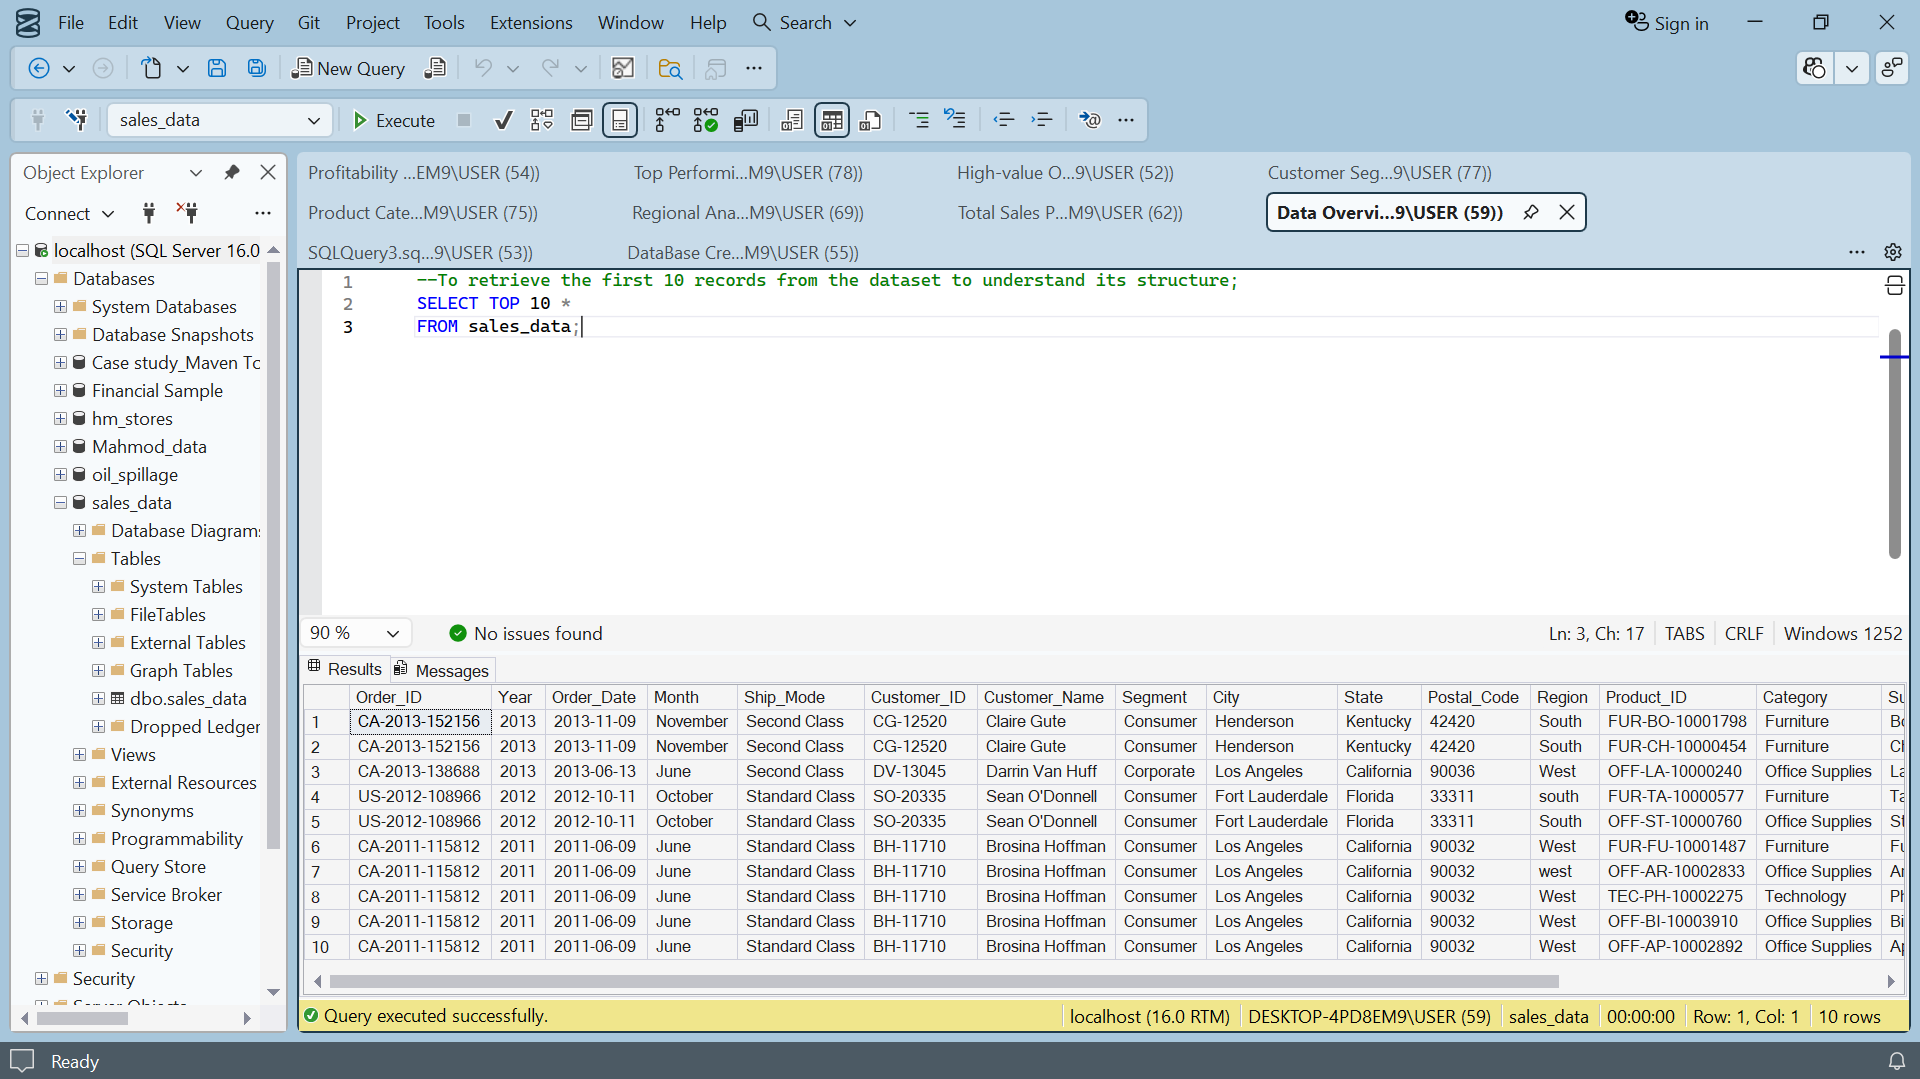 File Edit View Query Git Project Tools Extensions Window Help Search Sign in
New Query
sales_data Execute
Object Explorer
Connect
localhost (SQL Server 16.0
Databases
System Databases
Database Snapshots
Case study_Maven To
Financial Sample
hm_stores
Mahmod_data
oil_spillage
sales_data
Database Diagrams
Tables
System Tables
FileTables
External Tables
Graph Tables
dbo.sales_data
Dropped Ledger
Views
External Resources
Synonyms
Programmability
Query Store
Service Broker
Storage
Security
Security
Server Objects
Profitability ...EM9\USER (54)) Top Performi...M9\USER (78)) High-value O...9\USER (52)) Customer Seg...9\USER (77))
Product Cate...M9\USER (75)) Regional Ana...M9\USER (69)) Total Sales P...M9\USER (62)) Data Overvi...9\USER (59))
SQLQuery3.sq...9\USER (53)) DataBase Cre...M9\USER (55))
1 --To retrieve the first 10 records from the dataset to understand its structure;
2 SELECT TOP 10 *
3 FROM sales_data;
90 % No issues found Ln: 3, Ch: 17 TABS CRLF Windows 1252
Results Messages
Order_ID Year Order_Date Month Ship_Mode Customer_ID Customer_Name Segment City State Postal_Code Region Product_ID Category Su
1 CA-2013-152156 2013 2013-11-09 November Second Class CG-12520 Claire Gute Consumer Henderson Kentucky 42420 South FUR-BO-10001798 Furniture Bo
2 CA-2013-152156 2013 2013-11-09 November Second Class CG-12520 Claire Gute Consumer Henderson Kentucky 42420 South FUR-CH-10000454 Furniture Cl
3 CA-2013-138688 2013 2013-06-13 June Second Class DV-13045 Darrin Van Huff Corporate Los Angeles California 90036 West OFF-LA-10000240 Office Supplies La
4 US-2012-108966 2012 2012-10-11 October Standard Class SO-20335 Sean O'Donnell Consumer Fort Lauderdale Florida 33311 south FUR-TA-10000577 Furniture Ta
5 US-2012-108966 2012 2012-10-11 October Standard Class SO-20335 Sean O'Donnell Consumer Fort Lauderdale Florida 33311 South OFF-ST-10000760 Office Supplies St
6 CA-2011-115812 2011 2011-06-09 June Standard Class BH-11710 Brosina Hoffman Consumer Los Angeles California 90032 West FUR-FU-10001487 Furniture Fu
7 CA-2011-115812 2011 2011-06-09 June Standard Class BH-11710 Brosina Hoffman Consumer Los Angeles California 90032 west OFF-AR-10002833 Office Supplies Ar
8 CA-2011-115812 2011 2011-06-09 June Standard Class BH-11710 Brosina Hoffman Consumer Los Angeles California 90032 West TEC-PH-10002275 Technology Pl
9 CA-2011-115812 2011 2011-06-09 June Standard Class BH-11710 Brosina Hoffman Consumer Los Angeles California 90032 West OFF-BI-10003910 Office Supplies Bi
10 CA-2011-115812 2011 2011-06-09 June Standard Class BH-11710 Brosina Hoffman Consumer Los Angeles California 90032 West OFF-AP-10002892 Office Supplies Ap
Query executed successfully. localhost (16.0 RTM) DESKTOP-4PD8EM9\USER (59) sales_data 00:00:00 Row: 1, Col: 1 10 rows
Ready